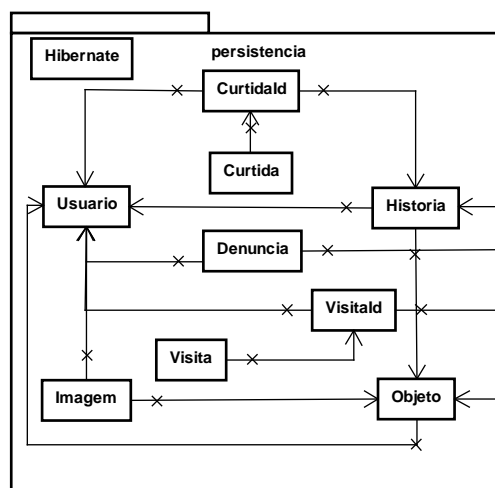 persistencia
Hibernate
CurtidaId
Curtida
Usuario
Historia
Denuncia
VisitaId
Visita
Imagem
Objeto